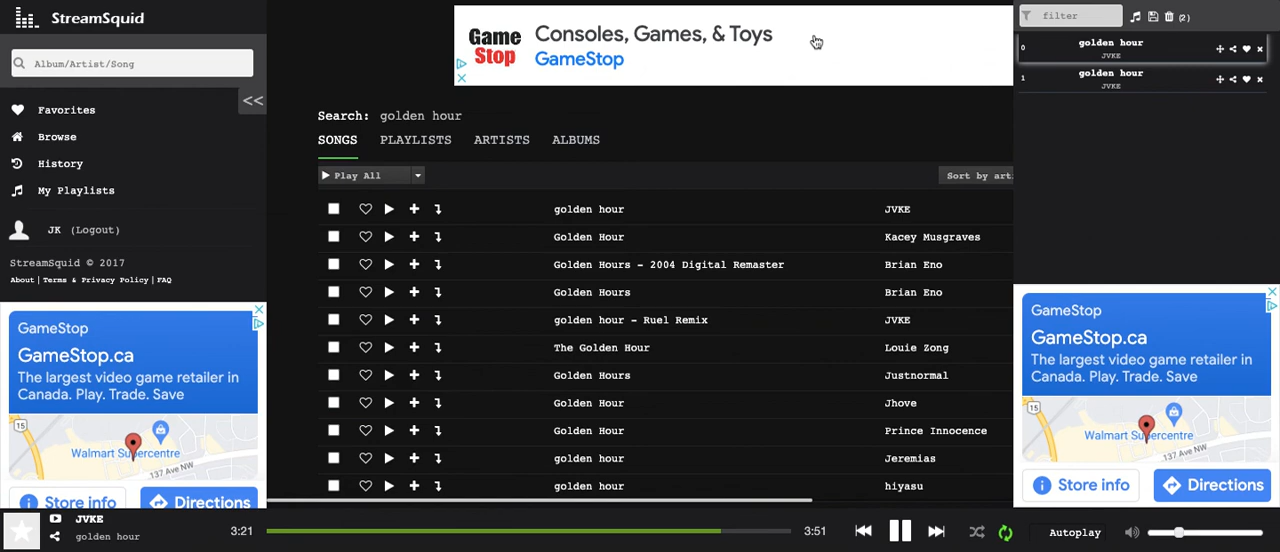 StreamSquid
Album/Artist/Song
<<
Favorites
Browse
History
My Playlists
JK (Logout)
StreamSquid © 2017
About | Terms & Privacy Policy | FAQ
GameStop
GameStop.ca
The largest video game retailer in
Canada. Play. Trade. Save
15
Walmart Supercentre
137 Ave NW
Store info
Directions
Game
Stop
Consoles, Games, & Toys
GameStop
Search: golden hour
SONGS PLAYLISTS ARTISTS ALBUMS
Play All
Sort by art
golden hour JVKE
Golden Hour Kacey Musgraves
Golden Hours - 2004 Digital Remaster Brian Eno
Golden Hours Brian Eno
golden hour - Ruel Remix JVKE
The Golden Hour Louie Zong
Golden Hours Justnormal
Golden Hour Jhove
Golden Hour Prince Innocence
golden hour Jeremias
golden hour hiyasu
filter
(2)
0 golden hour
JVKE
1 golden hour
JVKE
GameStop
GameStop.ca
The largest video game retailer in
Canada. Play. Trade. Save
15
Walmart Supercentre
137 Ave NW
Store info
Directions
JVKE
golden hour
3:21
3:51
Autoplay